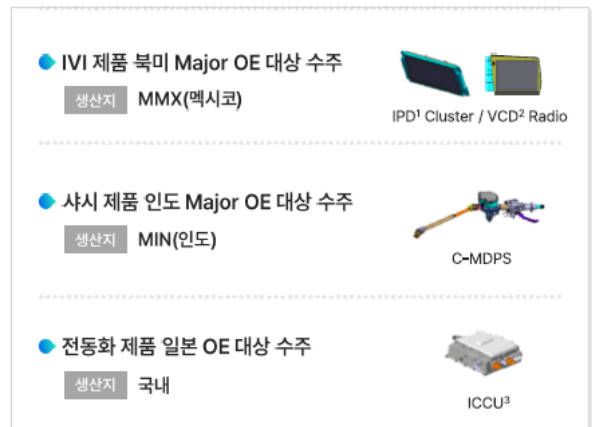 IVI 제품 북미 Major OE 대상 수주
생산지 MMX(멕시코)
IPD¹ Cluster / VCD² Radio
샤시 제품 인도 Major OE 대상 수주
생산지 MIN(인도)
C-MDPS
전동화 제품 일본 OE 대상 수주
생산지 국내
ICCU³